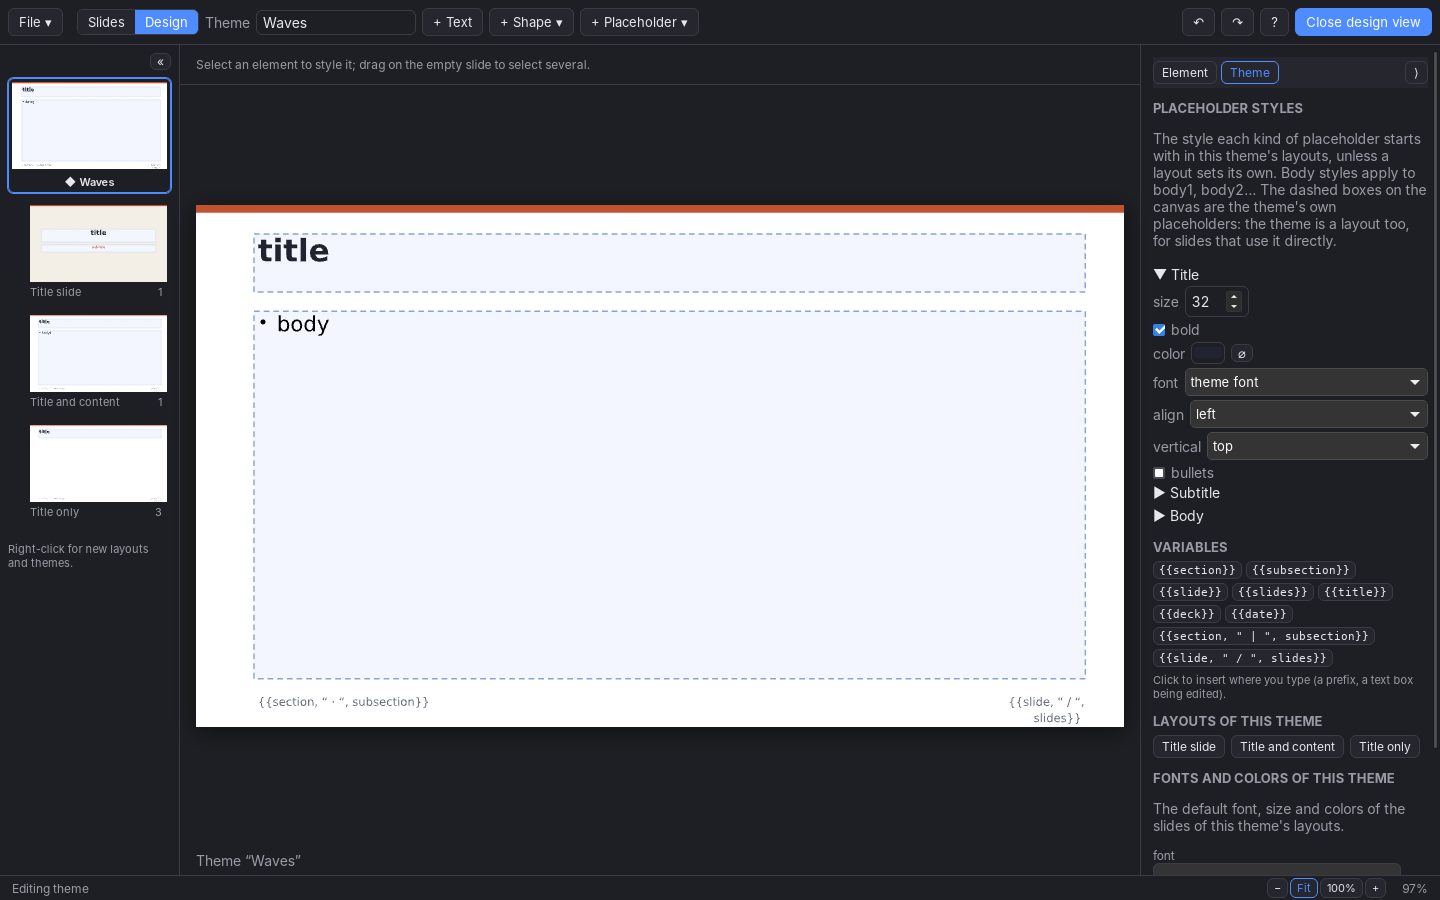 File ▾
Slides
Design
Theme
Waves
+ Text
+ Shape ▾
+ Placeholder ▾
↶
↷
?
Close design view
«
title
• body
◆ Waves
title
subtitle
Title slide 1
title
• body
Title and content 1
title
Title only 3
Right-click for new layouts
and themes.
Select an element to style it; drag on the empty slide to select several.
title
• body
{{section, “ · “, subsection}}
{{slide, “ / “,
slides}}
Theme “Waves”
Element
Theme
⟩
PLACEHOLDER STYLES
The style each kind of placeholder starts
with in this theme's layouts, unless a
layout sets its own. Body styles apply to
body1, body2... The dashed boxes on the
canvas are the theme's own
placeholders: the theme is a layout too,
for slides that use it directly.
▼ Title
size 32
bold
color ⌀
font theme font
align left
vertical top
bullets
▶ Subtitle
▶ Body
VARIABLES
{{section}} {{subsection}}
{{slide}} {{slides}} {{title}}
{{deck}} {{date}}
{{section, " | ", subsection}}
{{slide, " / ", slides}}
Click to insert where you type (a prefix, a text box
being edited).
LAYOUTS OF THIS THEME
Title slide Title and content Title only
FONTS AND COLORS OF THIS THEME
The default font, size and colors of the
slides of this theme's layouts.
font
Editing theme
− Fit 100% + 97%